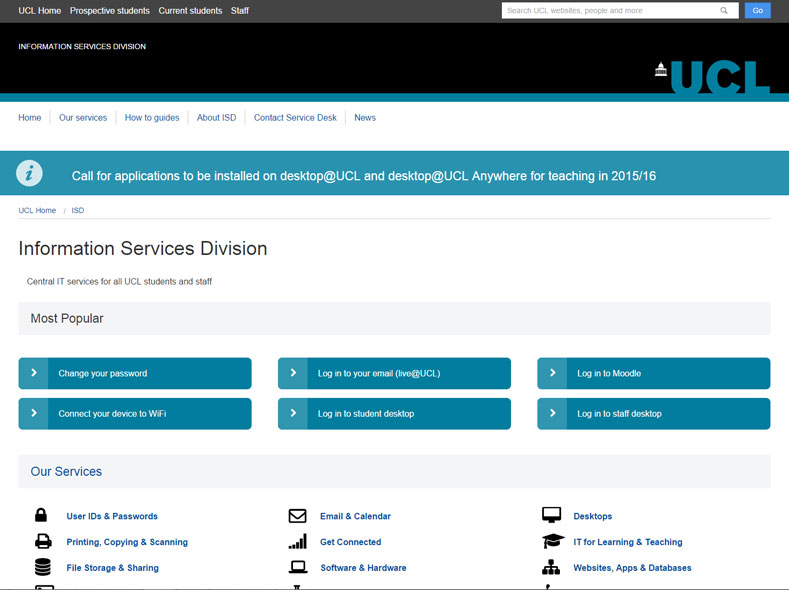 UCL Home Prospective students Current students Staff
Search UCL websites, people and more
Go
INFORMATION SERVICES DIVISION
UCL
Home Our services How to guides About ISD Contact Service Desk News
i Call for applications to be installed on desktop@UCL and desktop@UCL Anywhere for teaching in 2015/16
UCL Home / ISD
Information Services Division
Central IT services for all UCL students and staff
Most Popular
Change your password Log in to your email (live@UCL) Log in to Moodle
Connect your device to WiFi Log in to student desktop Log in to staff desktop
Our Services
User IDs & Passwords Email & Calendar Desktops
Printing, Copying & Scanning Get Connected IT for Learning & Teaching
File Storage & Sharing Software & Hardware Websites, Apps & Databases